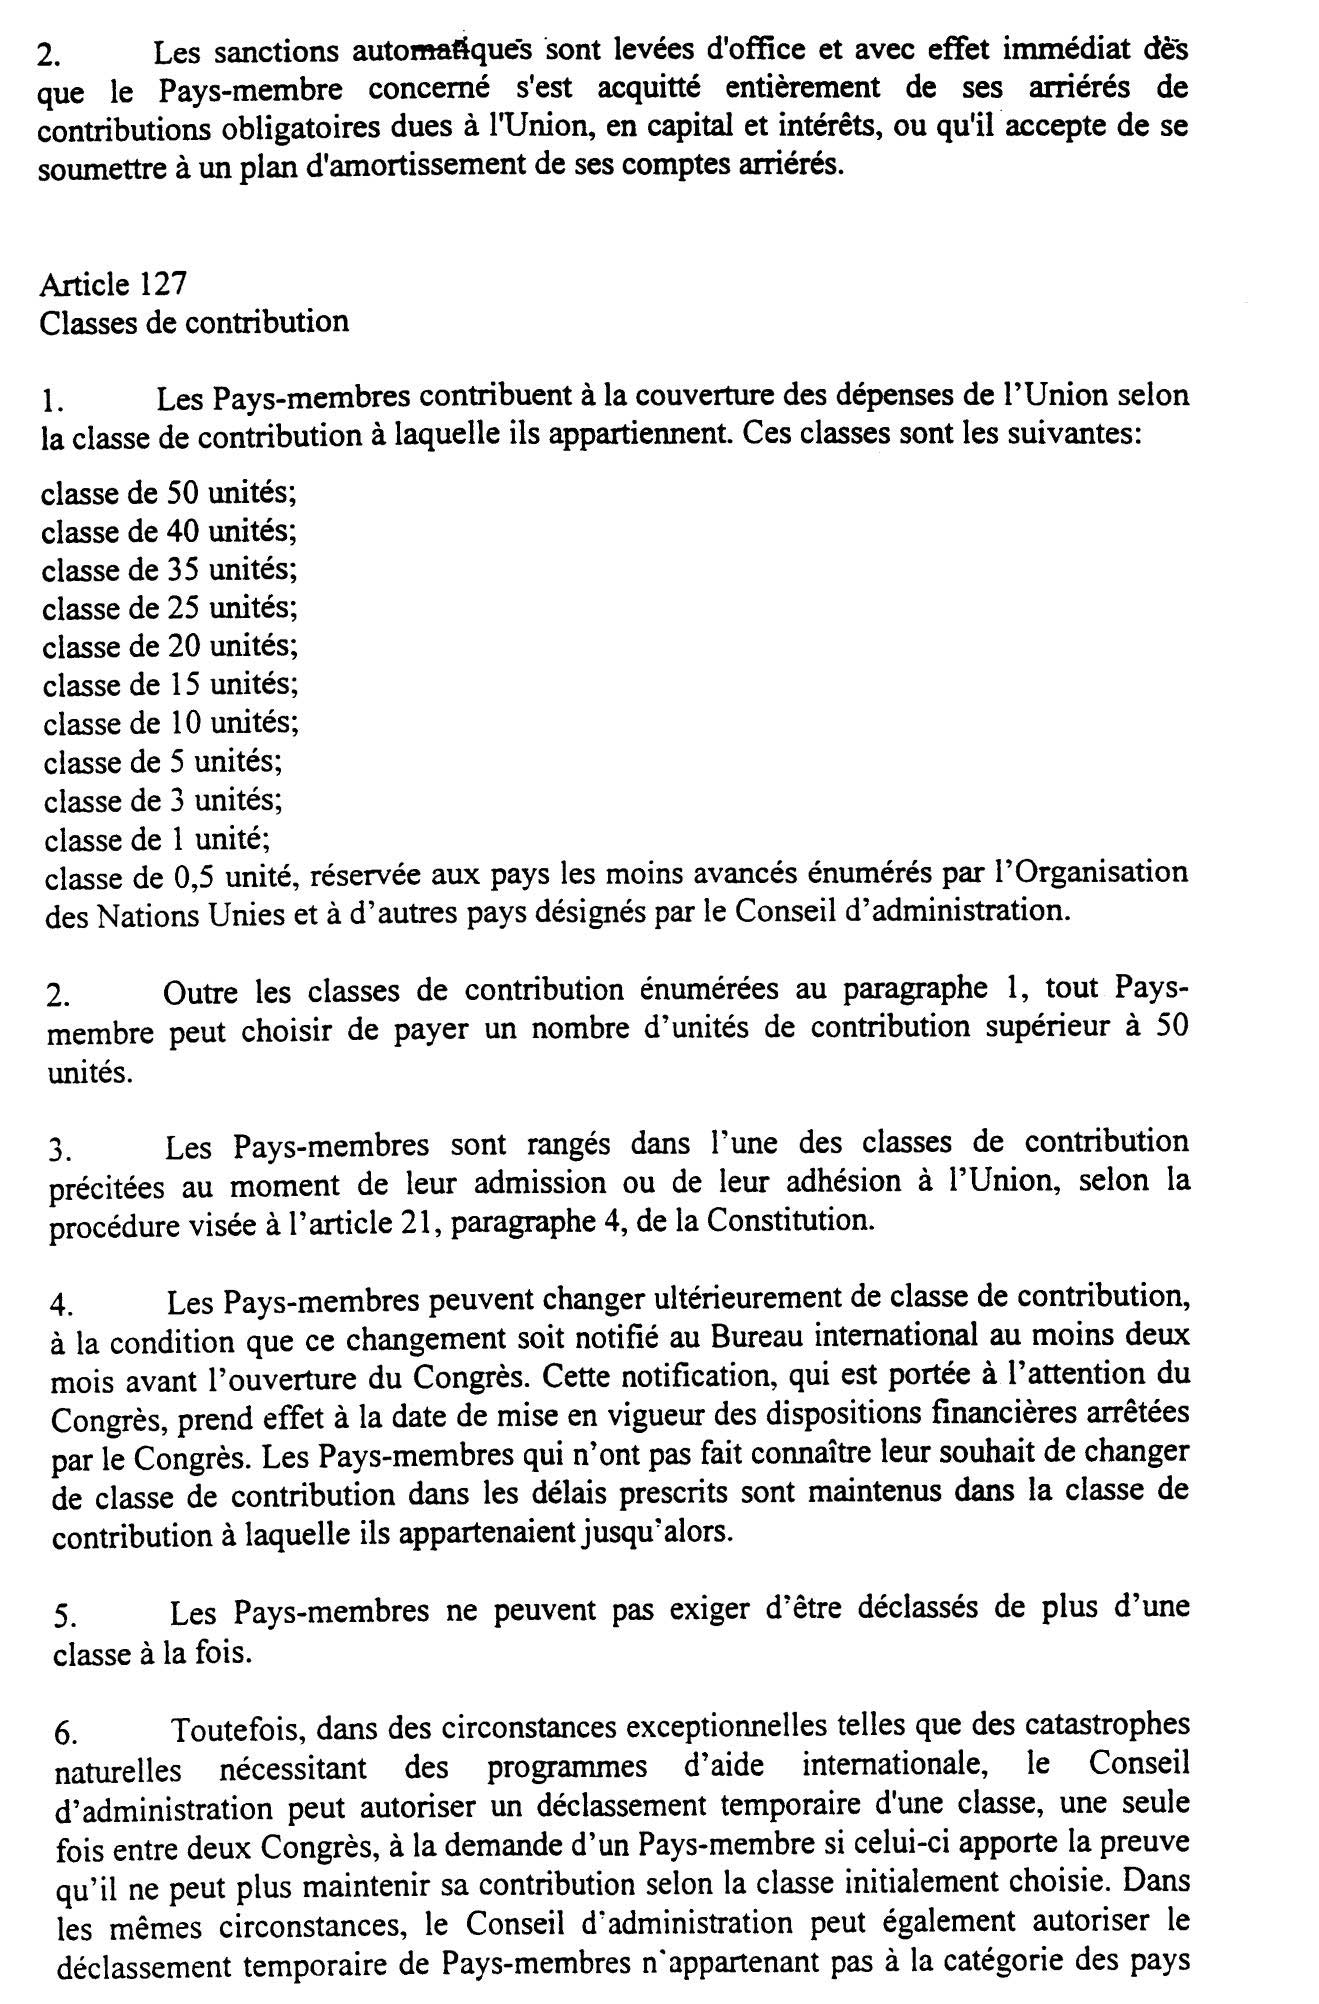 2. Les sanctions automatiques sont levées d'office et avec effet immédiat dès
que le Pays-membre concerné s'est acquitté entièrement de ses arriérés de
contributions obligatoires dues à l'Union, en capital et intérêts, ou qu'il accepte de se
soumettre à un plan d'amortissement de ses comptes arriérés.
Article 127
Classes de contribution
1. Les Pays-membres contribuent à la couverture des dépenses de l’Union selon
la classe de contribution à laquelle ils appartiennent. Ces classes sont les suivantes:
classe de 50 unités;
classe de 40 unités;
classe de 35 unités;
classe de 25 unités;
classe de 20 unités;
classe de 15 unités;
classe de 10 unités;
classe de 5 unités;
classe de 3 unités;
classe de 1 unité;
classe de 0,5 unité, réservée aux pays les moins avancés énumérés par l’Organisation
des Nations Unies et à d’autres pays désignés par le Conseil d’administration.
2. Outre les classes de contribution énumérées au paragraphe 1, tout Pays-
membre peut choisir de payer un nombre d’unités de contribution supérieur à 50
unités.
3. Les Pays-membres sont rangés dans l’une des classes de contribution
précitées au moment de leur admission ou de leur adhésion à l’Union, selon la
procédure visée à l’article 21, paragraphe 4, de la Constitution.
4. Les Pays-membres peuvent changer ultérieurement de classe de contribution,
à la condition que ce changement soit notifié au Bureau international au moins deux
mois avant l’ouverture du Congrès. Cette notification, qui est portée à l’attention du
Congrès, prend effet à la date de mise en vigueur des dispositions financières arrêtées
par le Congrès. Les Pays-membres qui n’ont pas fait connaître leur souhait de changer
de classe de contribution dans les délais prescrits sont maintenus dans la classe de
contribution à laquelle ils appartenaient jusqu’alors.
5. Les Pays-membres ne peuvent pas exiger d’être déclassés de plus d’une
classe à la fois.
6. Toutefois, dans des circonstances exceptionnelles telles que des catastrophes
naturelles nécessitant des programmes d’aide internationale, le Conseil
d’administration peut autoriser un déclassement temporaire d'une classe, une seule
fois entre deux Congrès, à la demande d’un Pays-membre si celui-ci apporte la preuve
qu’il ne peut plus maintenir sa contribution selon la classe initialement choisie. Dans
les mêmes circonstances, le Conseil d’administration peut également autoriser le
déclassement temporaire de Pays-membres n’appartenant pas à la catégorie des pays